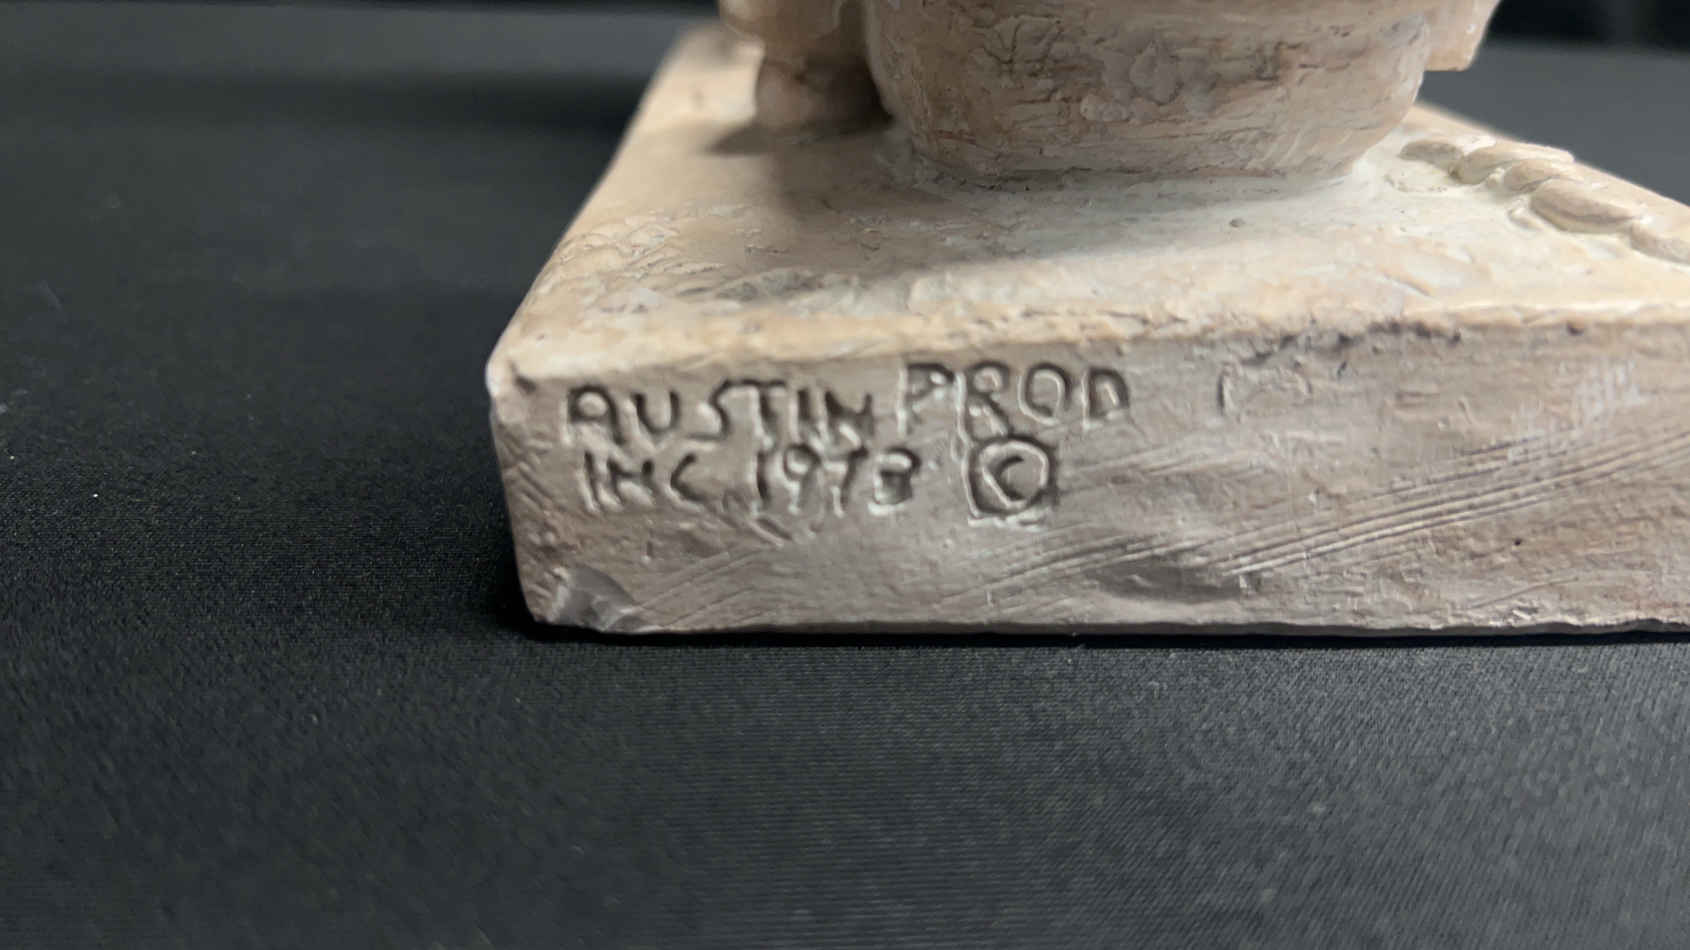 AUSTIN PROD
INC. 1978 ©